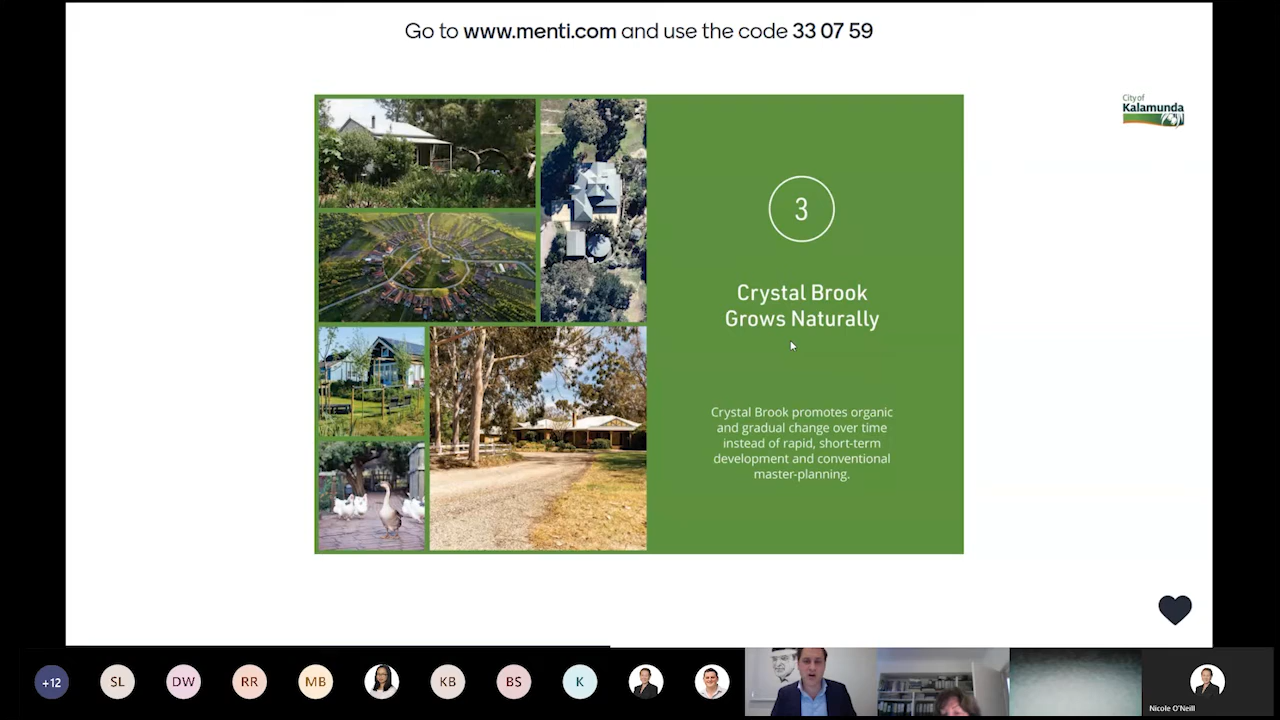 Go to www.menti.com and use the code 33 07 59
City of
Kalamunda
3
Crystal Brook
Grows Naturally
Crystal Brook promotes organic
and gradual change over time
instead of rapid, short-term
development and conventional
master-planning.
+12
SL
DW
RR
MB
KB
BS
K
Nicole O'Neill